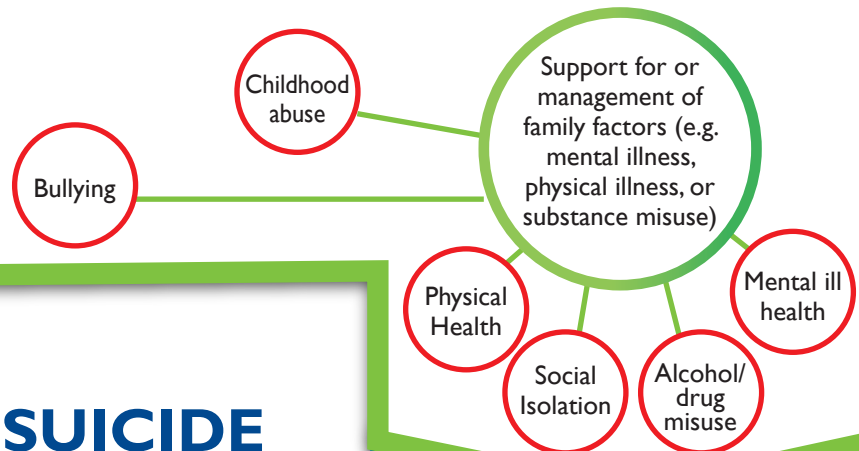 Childhood
abuse
Support for or
management of
family factors (e.g.
mental illness,
physical illness, or
substance misuse)
Bullying
Physical
Health
Mental ill
health
Social
Isolation
Alcohol/
drug
misuse
SUICIDE